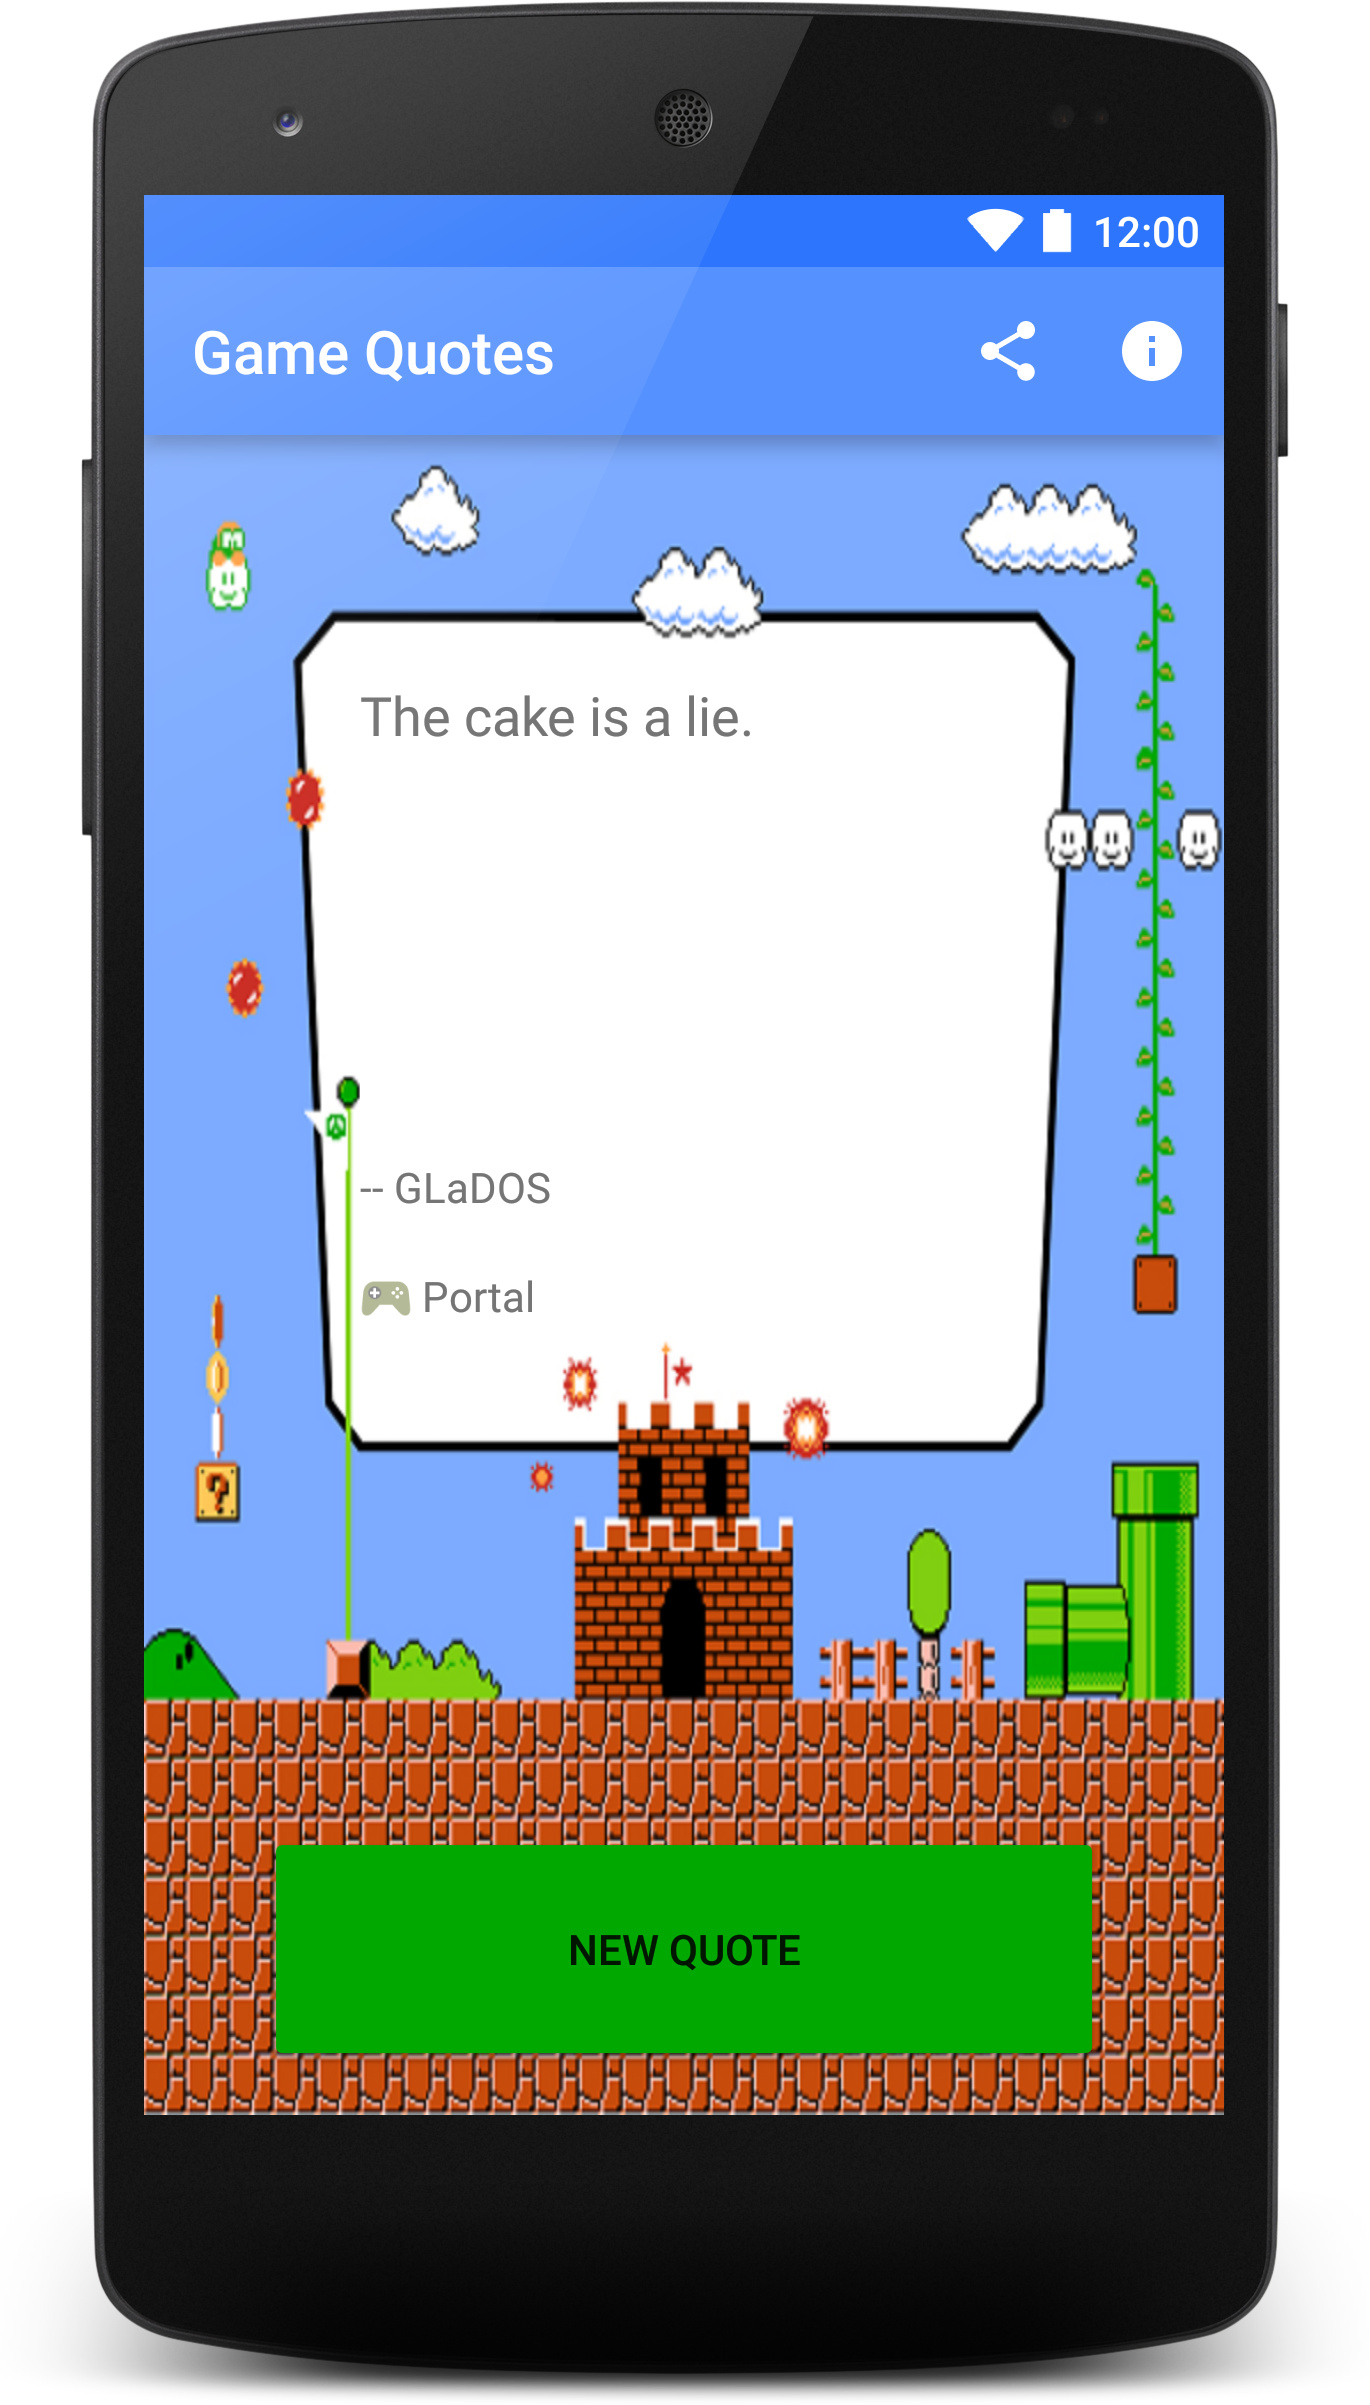 12:00
Game Quotes
The cake is a lie.
-- GLaDOS
Portal
?
NEW QUOTE